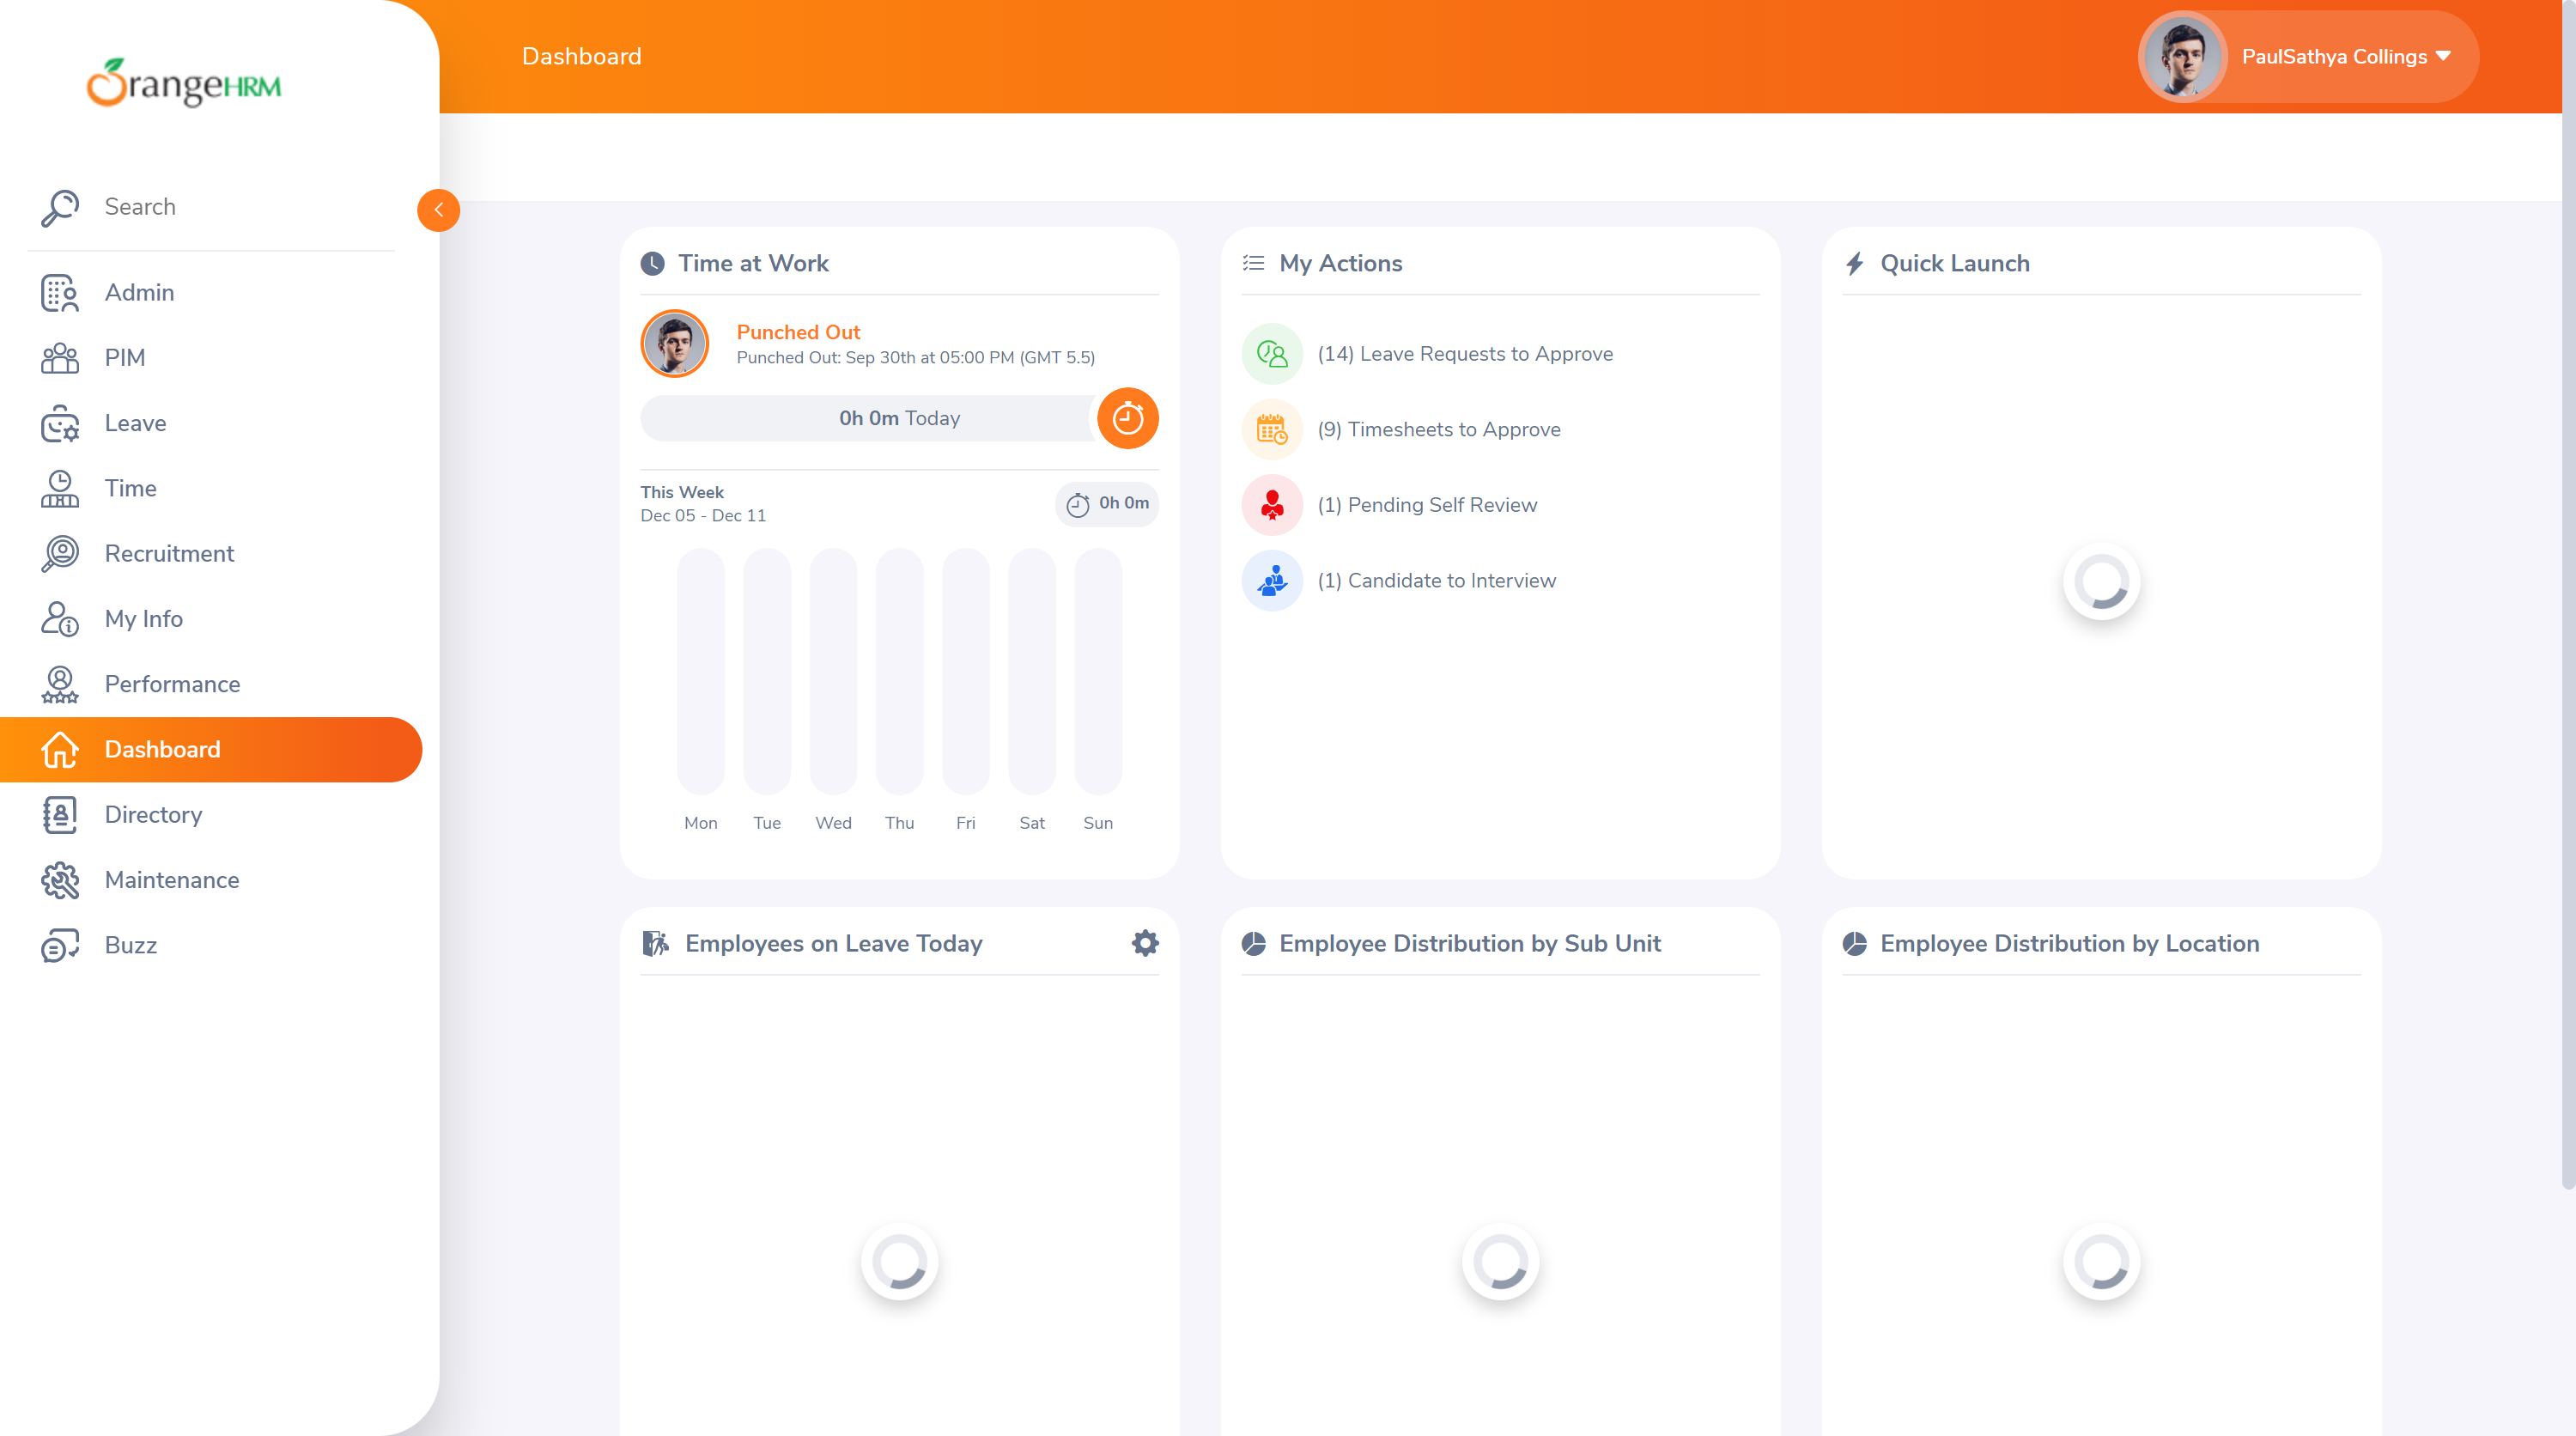 OrangeHRM
Search
Admin
PIM
Leave
Time
Recruitment
My Info
Performance
Dashboard
Directory
Maintenance
Buzz
Dashboard
PaulSathya Collings
Time at Work
Punched Out
Punched Out: Sep 30th at 05:00 PM (GMT 5.5)
0h 0m Today
This Week
Dec 05 - Dec 11
0h 0m
Mon Tue Wed Thu Fri Sat Sun
My Actions
(14) Leave Requests to Approve
(9) Timesheets to Approve
(1) Pending Self Review
(1) Candidate to Interview
Quick Launch
Employees on Leave Today
Employee Distribution by Sub Unit
Employee Distribution by Location